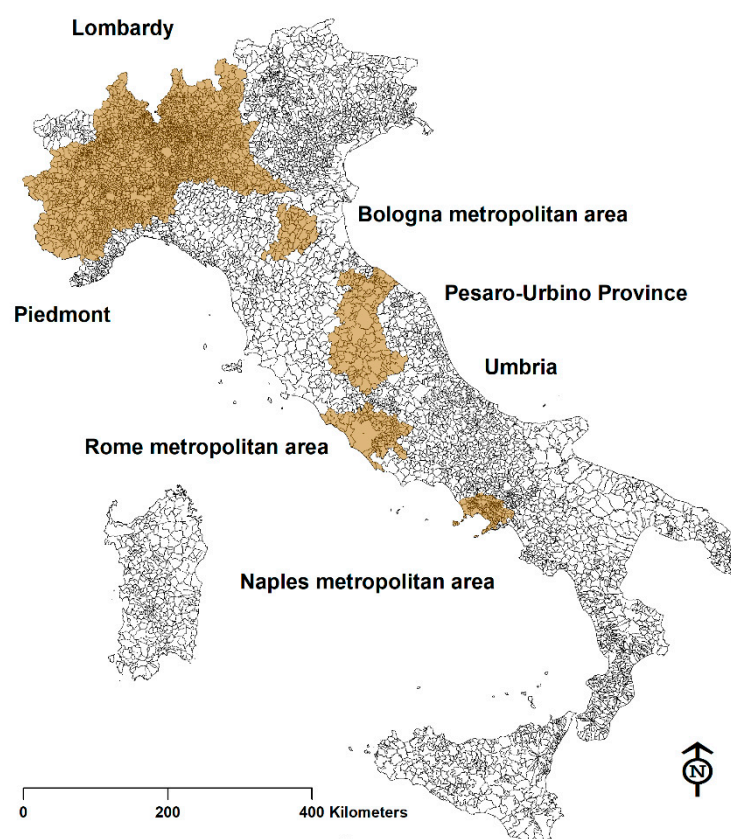 Lombardy
Bologna metropolitan area
Pesaro-Urbino Province
Piedmont
Umbria
Rome metropolitan area
Naples metropolitan area
N
0 200 400 Kilometers